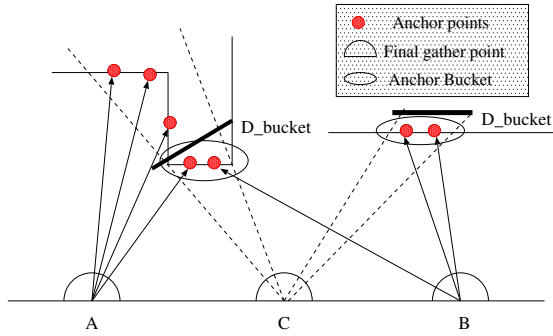 Anchor points
Final gather point
Anchor Bucket
D_bucket
D_bucket
A
C
B